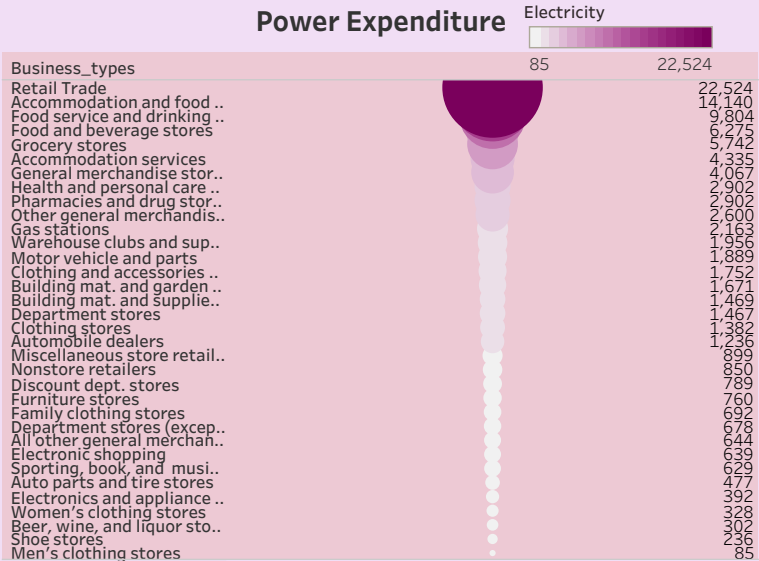 Power Expenditure
Electricity
85 22,524
Business_types
Retail Trade 22,524
Accommodation and food .. 14,140
Food service and drinking .. 9,804
Food and beverage stores 6,275
Grocery stores 5,742
Accommodation services 4,335
General merchandise stor.. 4,067
Health and personal care .. 2,902
Pharmacies and drug stor.. 2,902
Other general merchandis.. 2,600
Gas stations 2,163
Warehouse clubs and sup.. 1,956
Motor vehicle and parts 1,889
Clothing and accessories .. 1,752
Building mat. and garden .. 1,671
Building mat. and supplie.. 1,469
Department stores 1,467
Clothing stores 1,382
Automobile dealers 1,236
Miscellaneous store retail.. 899
Nonstore retailers 850
Discount dept. stores 789
Furniture stores 760
Family clothing stores 692
Department stores (excep.. 678
All other general merchan.. 644
Electronic shopping 639
Sporting, book, and musi.. 629
Auto parts and tire stores 477
Electronics and appliance .. 392
Women's clothing stores 328
Beer, wine, and liquor sto.. 302
Shoe stores 236
Men's clothing stores 85